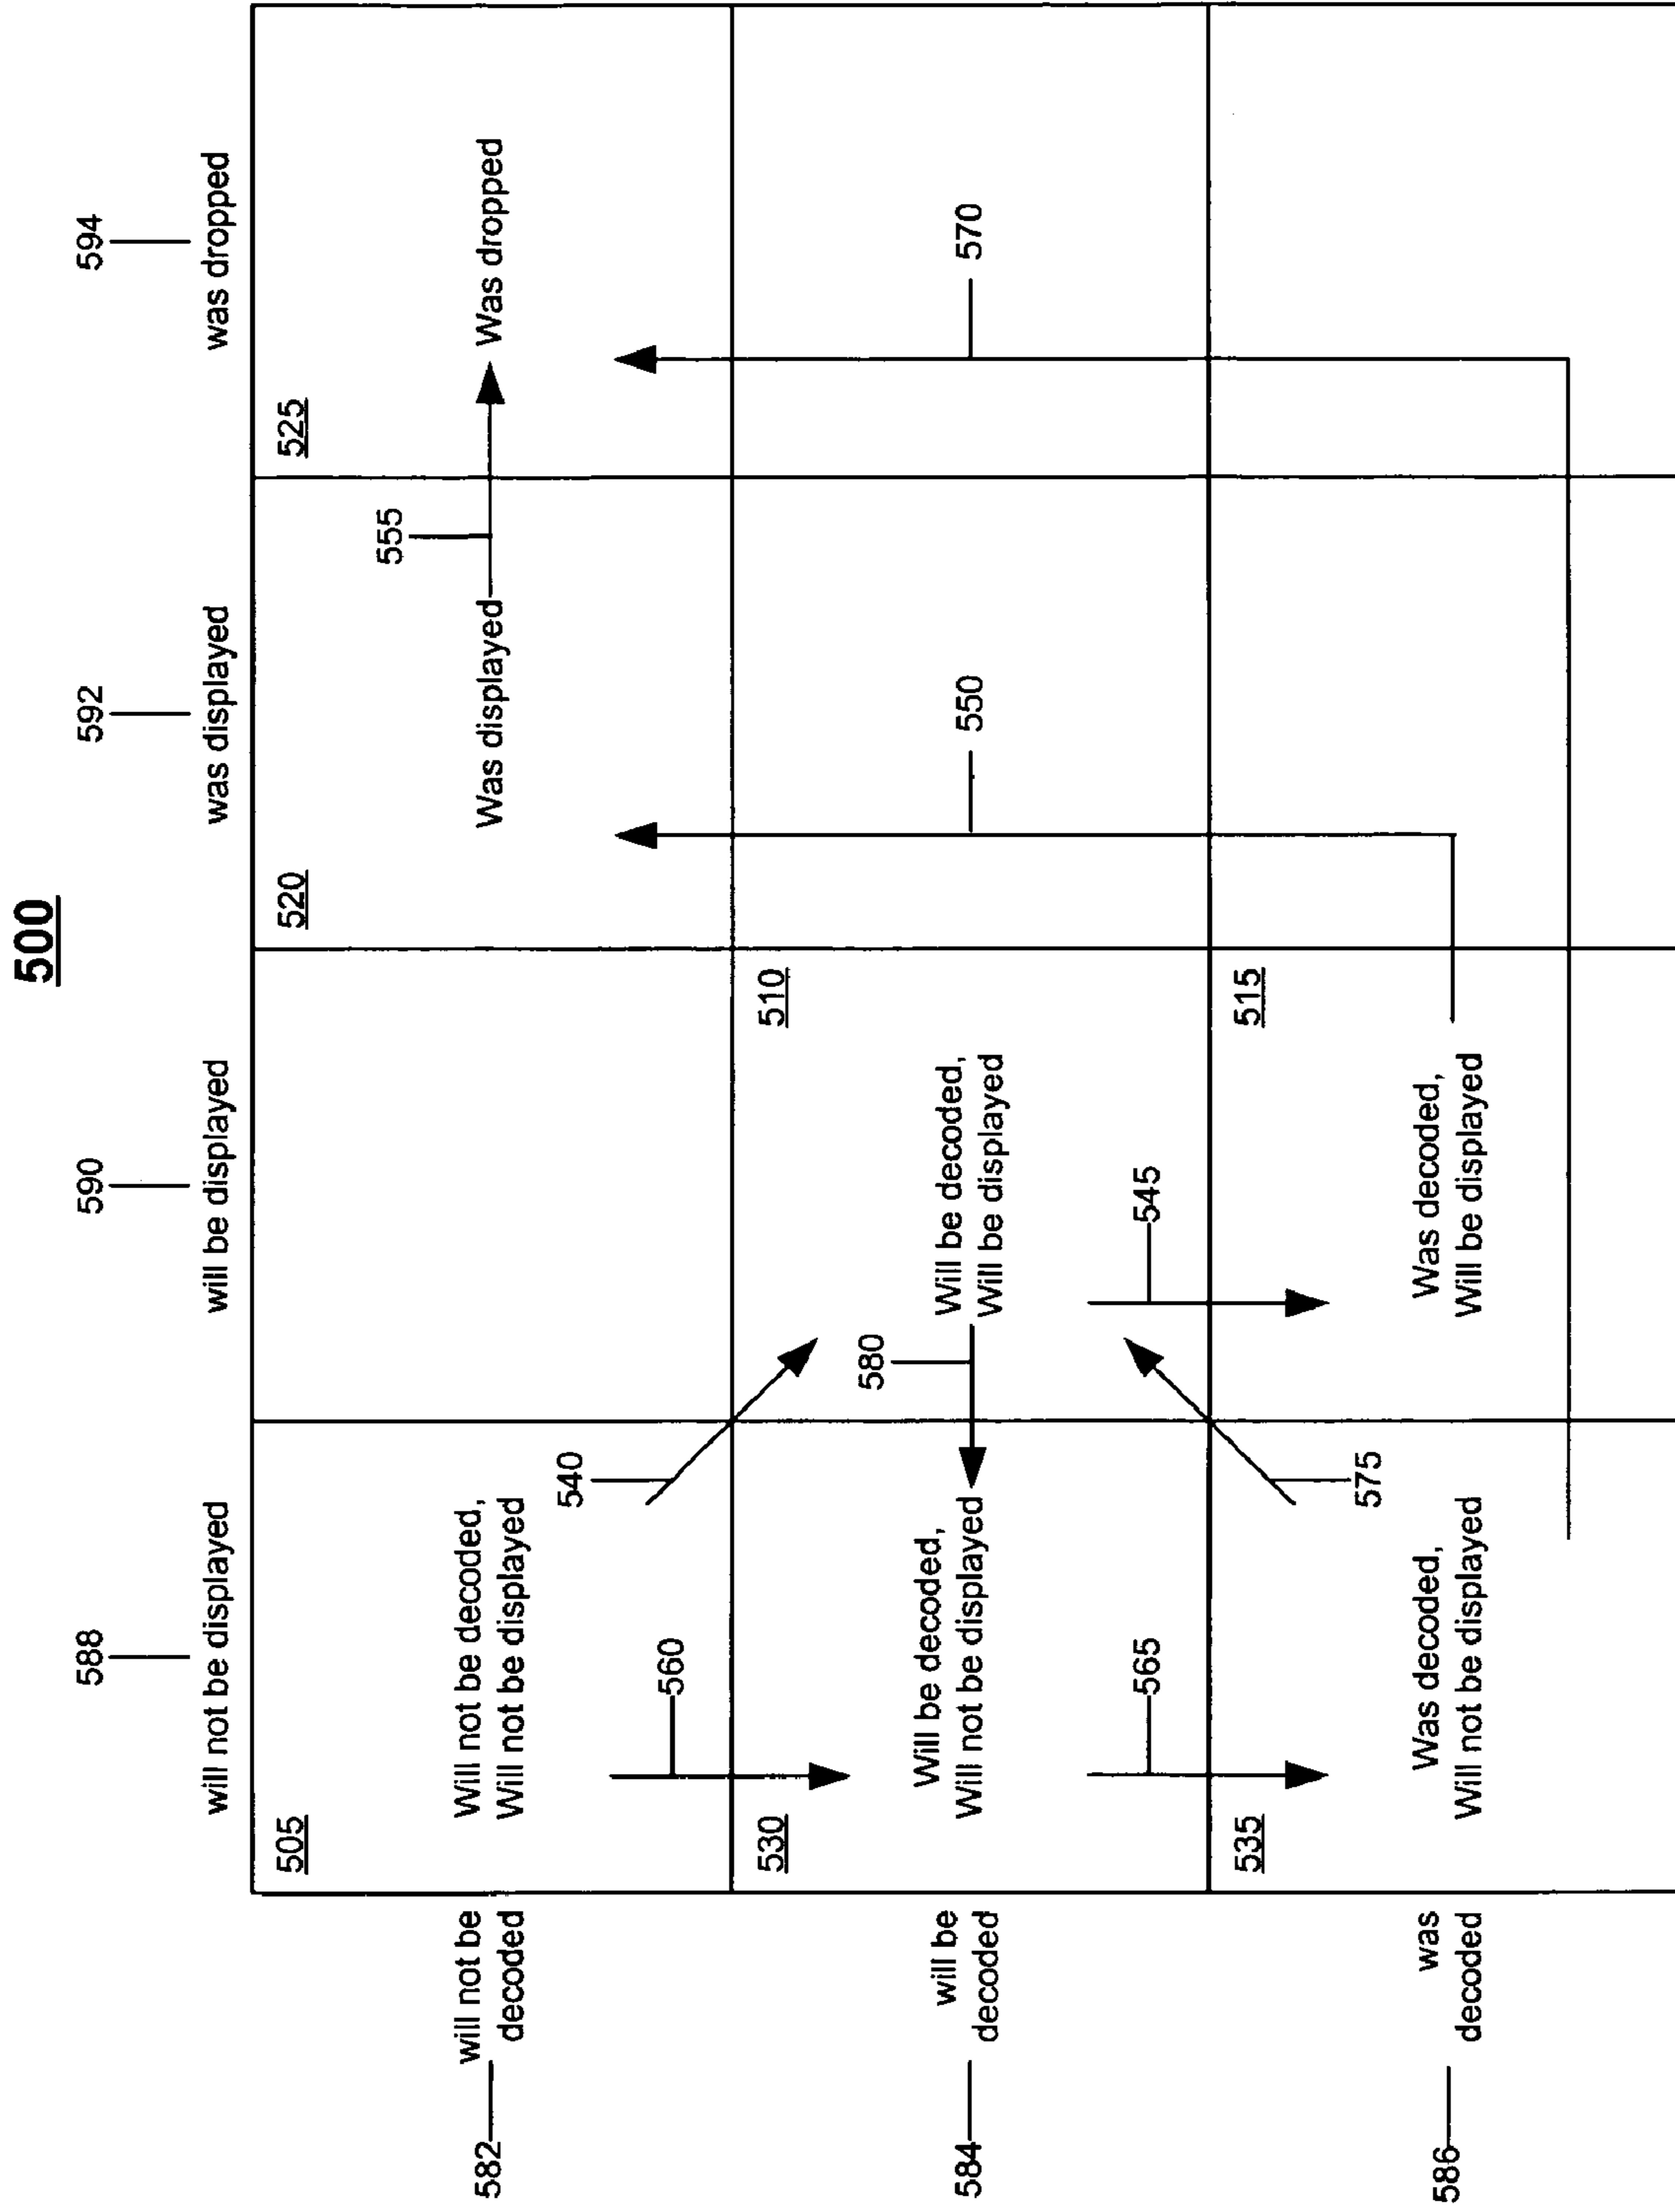 500
588
590
592
594
will not be displayed
will be displayed
was displayed
was dropped
582
will not be
decoded
505
Will not be decoded,
Will not be displayed
540
560
520
Was displayed
555
525
Was dropped
584
will be
decoded
530
Will be decoded,
Will not be displayed
565
580
510
Will be decoded,
Will be displayed
545
550
570
586
was
decoded
535
Was decoded,
Will not be displayed
575
515
Was decoded,
Will be displayed